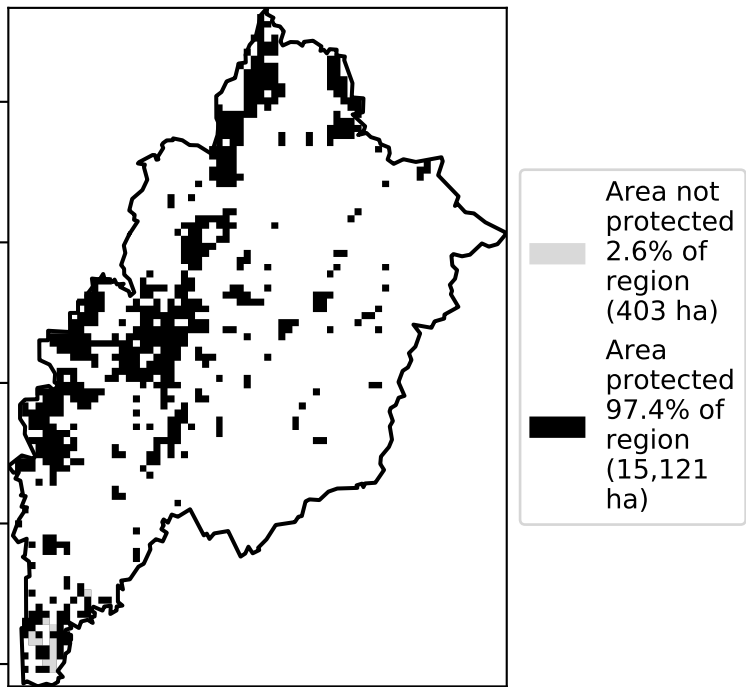 Area not
protected
2.6% of
region
(403 ha)
Area
protected
97.4% of
region
(15,121
ha)